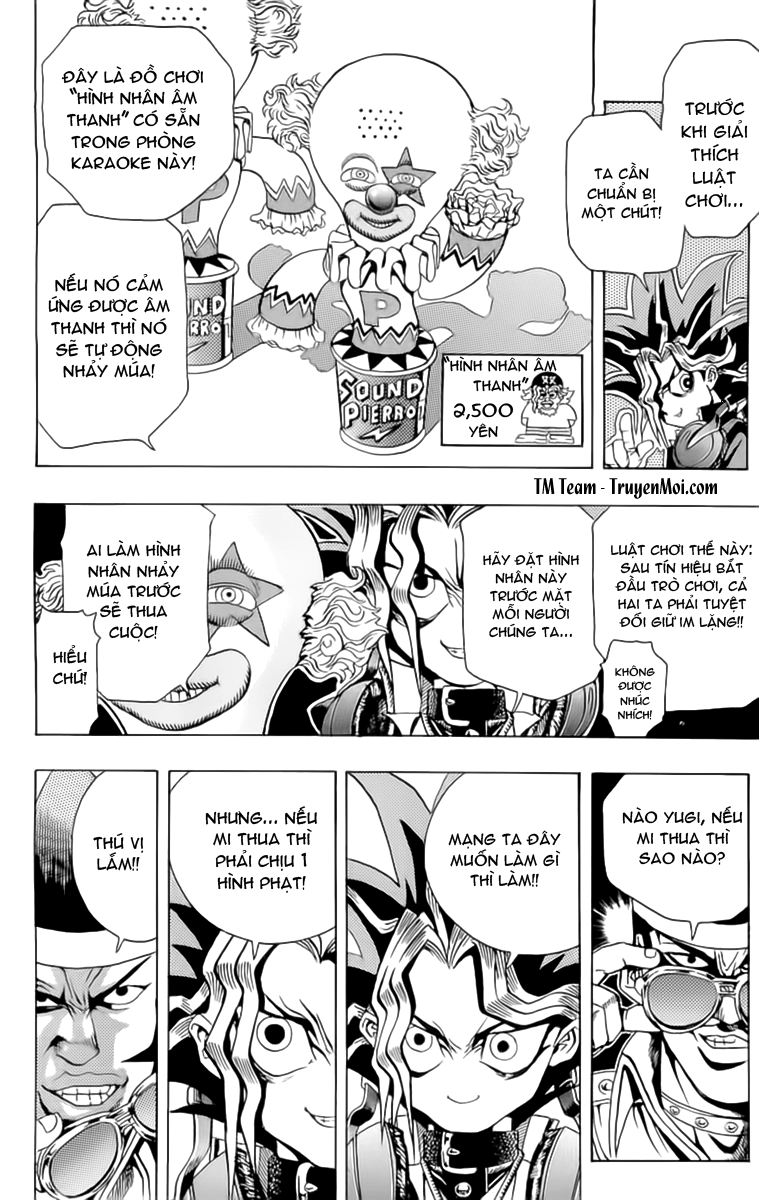 TRƯỚC
KHI GIẢI
THÍCH
LUẬT
CHƠI...
TA CẦN
CHUẨN BỊ
MỘT CHÚT!
ĐÂY LÀ ĐỒ CHƠI
"HÌNH NHÂN ÂM
THANH" CÓ SẴN
TRONG PHÒNG
KARAOKE NÀY!
NẾU NÓ CẢM
ỨNG ĐƯỢC ÂM
THANH THÌ NÓ
SẼ TỰ ĐỘNG
NHẢY MÚA!
P
SOUND
PIERROT
P
SOUND
PIERROT
"HÌNH NHÂN ÂM
THANH"
2,500
YÊN
TM Team - TruyenMoi.com
LUẬT CHƠI THẾ NÀY:
SAU TÍN HIỆU BẮT
ĐẦU TRÒ CHƠI, CẢ
HAI TA PHẢI TUYỆT
ĐỐI GIỮ IM LẶNG!!
KHÔNG
ĐƯỢC
NHÚC
NHÍCH!
HÃY ĐẶT HÌNH
NHÂN NÀY
TRƯỚC MẶT
MỖI NGƯỜI
CHÚNG TA...
AI LÀM HÌNH
NHÂN NHẢY
MÚA TRƯỚC
SẼ THUA
CUỘC!
HIỂU
CHỨ!
NÀO YUGI, NẾU
MI THUA THÌ
SAO NÀO?
MẠNG TA ĐÂY
MUỐN LÀM GÌ
THÌ LÀM!!
NHƯNG... NẾU
MI THUA THÌ
PHẢI CHỊU 1
HÌNH PHẠT!
THÚ VỊ
LẮM!!